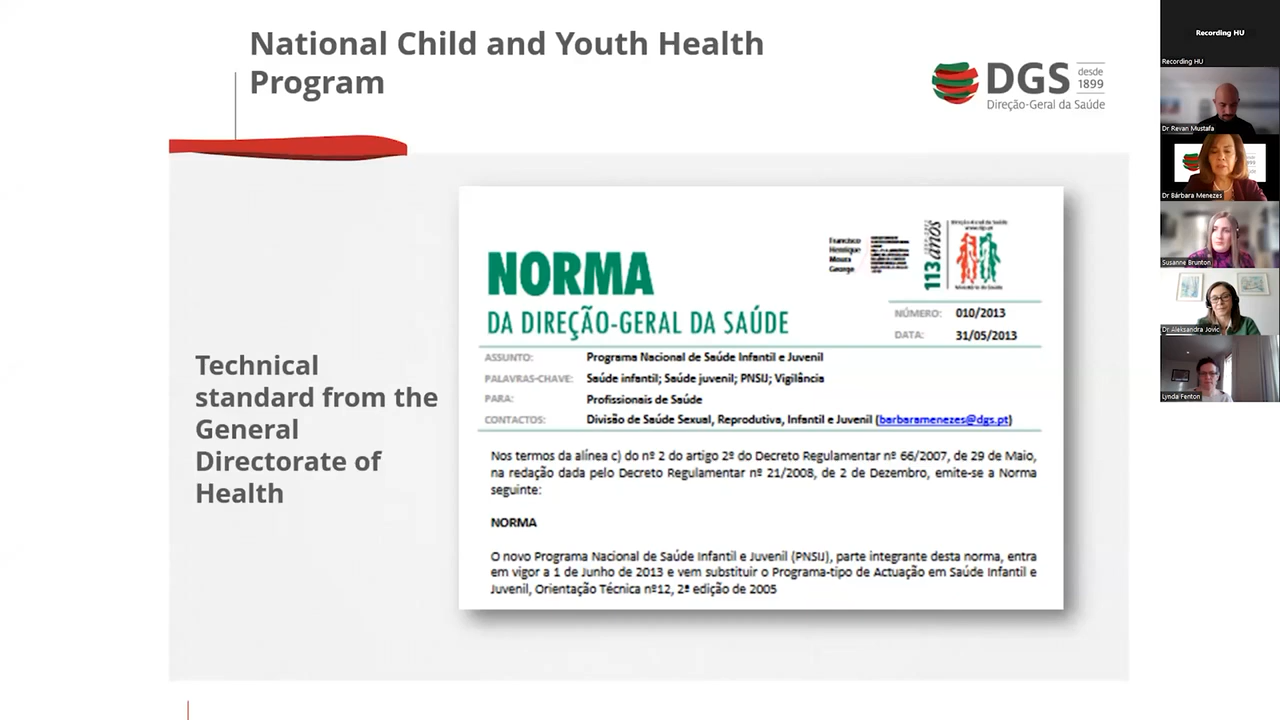 National Child and Youth Health
Program
DGS desde
1899
Direção-Geral da Saúde
Technical
standard from the
General
Directorate of
Health
Francisco
Henrique
Moura
George
113 anos
NORMA
DA DIREÇÃO-GERAL DA SAÚDE
NÚMERO: 010/2013
DATA: 31/05/2013
ASSUNTO: Programa Nacional de Saúde Infantil e Juvenil
PALAVRAS-CHAVE: Saúde infantil; Saúde juvenil; PNSIJ; Vigilância
PARA: Profissionais de Saúde
CONTACTOS: Divisão de Saúde Sexual, Reprodutiva, Infantil e Juvenil (barbaramenezes@dgs.pt)
Nos termos da alínea c) do nº 2 do artigo 2º do Decreto Regulamentar nº 66/2007, de 29 de Maio,
na redação dada pelo Decreto Regulamentar nº 21/2008, de 2 de Dezembro, emite-se a Norma
seguinte:
NORMA
O novo Programa Nacional de Saúde Infantil e Juvenil (PNSIJ), parte integrante desta norma, entra
em vigor a 1 de Junho de 2013 e vem substituir o Programa-tipo de Actuação em Saúde Infantil e
Juvenil, Orientação Técnica nº12, 2ª edição de 2005
Recording HU
Recording HU
Dr Revan Mustafa
Dr Bárbara Menezes
Susanne Brunton
Dr Aleksandra Jovic
Lynda Fenton